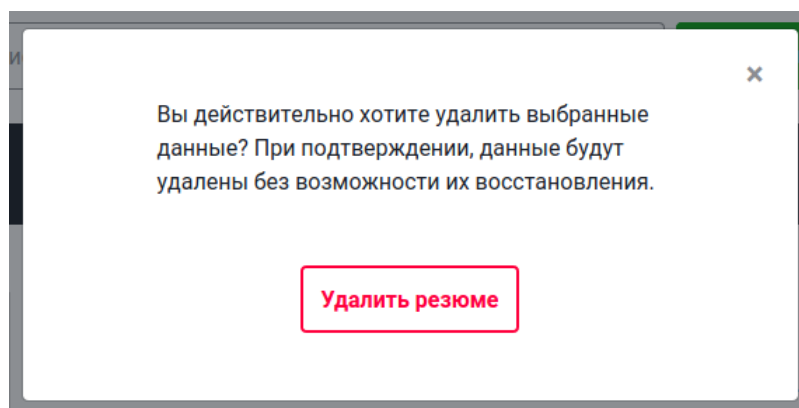 ×
Вы действительно хотите удалить выбранные
данные? При подтверждении, данные будут
удалены без возможности их восстановления.
Удалить резюме